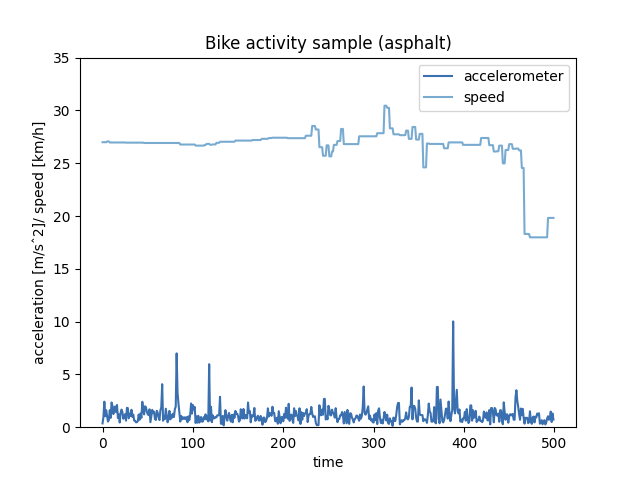 Bike activity sample (asphalt)
accelerometer
speed
acceleration [m/s^2]/ speed [km/h]
35
30
25
20
15
10
5
0
0 100 200 300 400 500
time